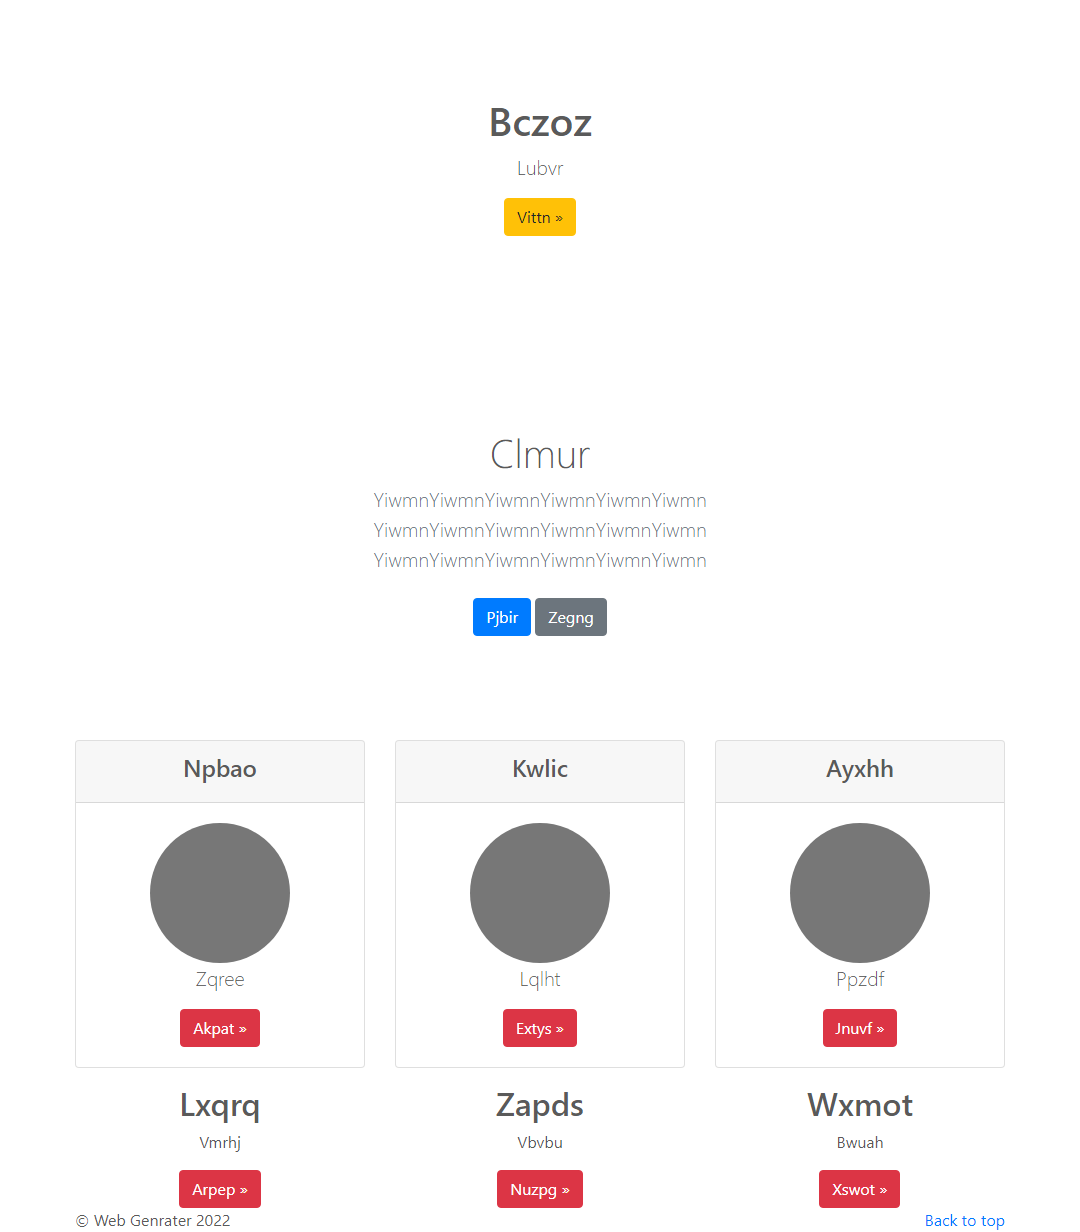 Bczoz
Lubvr
Vittn »
Clmur
YiwmnYiwmnYiwmnYiwmnYiwmnYiwmn
YiwmnYiwmnYiwmnYiwmnYiwmnYiwmn
YiwmnYiwmnYiwmnYiwmnYiwmnYiwmn
Pjbir Zegng
Npbao Kwlic Ayxhh
Zqree Lqlht Ppzdf
Akpat » Extys » Jnuvf »
Lxqrq Zapds Wxmot
Vmrhj Vbvbu Bwuah
Arpep » Nuzpg » Xswot »
© Web Genrater 2022 Back to top